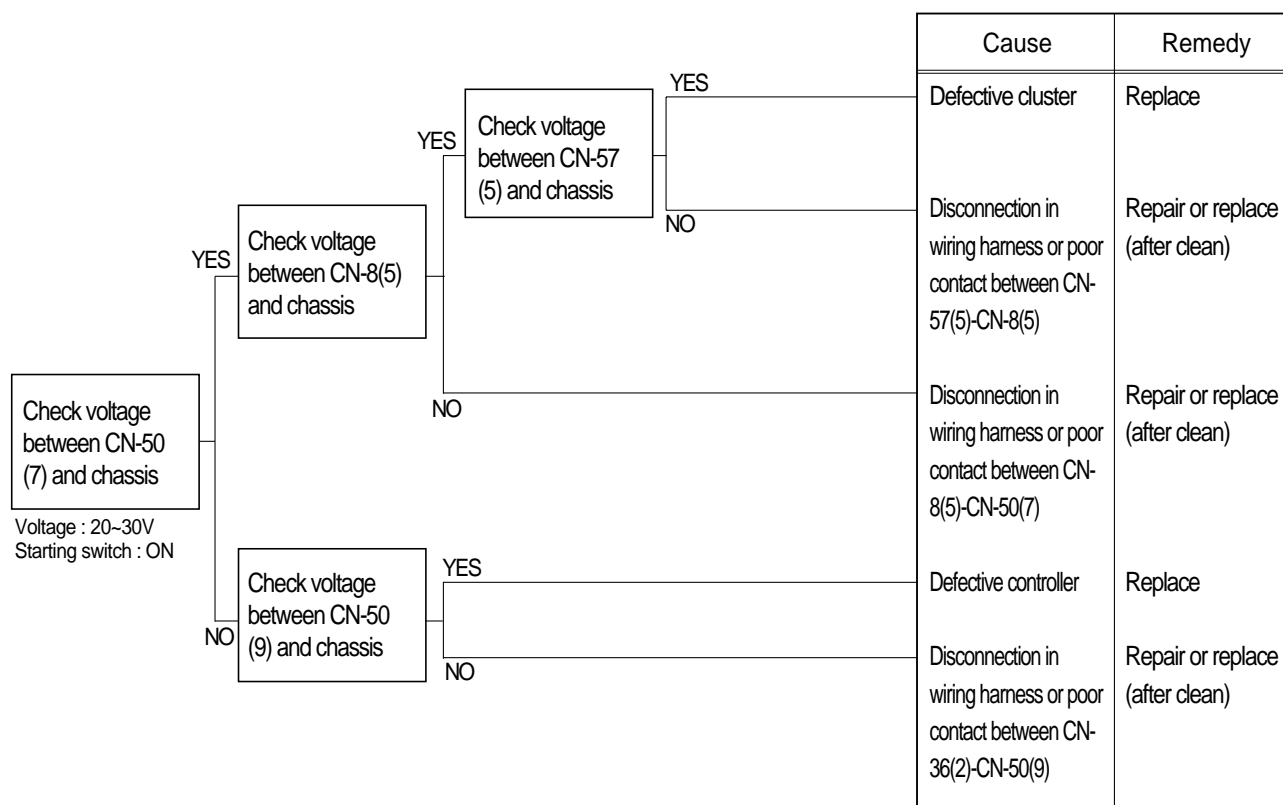 Cause
Remedy
YES
Defective cluster
Replace
YES
Check voltage
between CN-57
(5) and chassis
NO
Disconnection in
wiring harness or poor
contact between CN-
57(5)-CN-8(5)
Repair or replace
(after clean)
YES
Check voltage
between CN-8(5)
and chassis
NO
Disconnection in
wiring harness or poor
contact between CN-
8(5)-CN-50(7)
Repair or replace
(after clean)
Check voltage
between CN-50
(7) and chassis
Voltage : 20~30V
Starting switch : ON
NO
Check voltage
between CN-50
(9) and chassis
YES
Defective controller
Replace
NO
Disconnection in
wiring harness or poor
contact between CN-
36(2)-CN-50(9)
Repair or replace
(after clean)